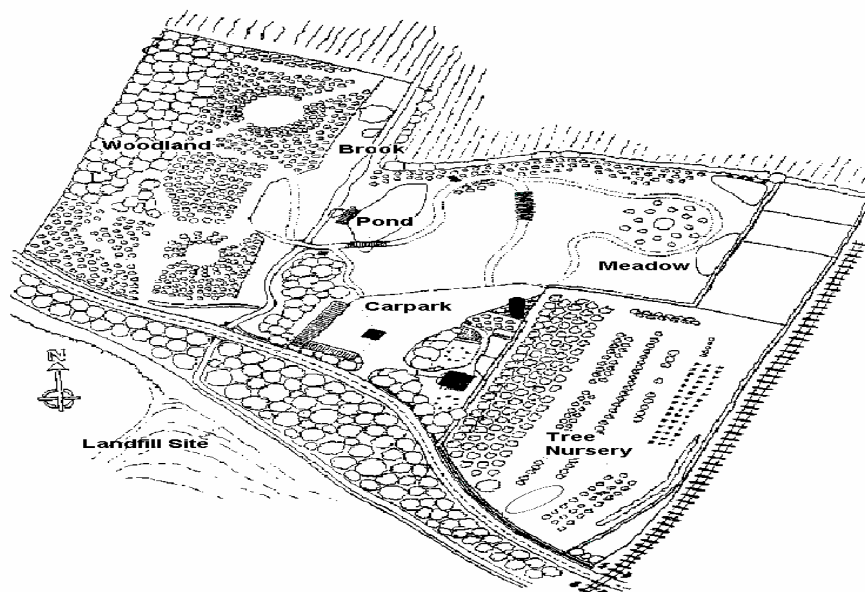 Woodland
Brook
Pond
Meadow
Carpark
N
Landfill Site
Tree
Nursery